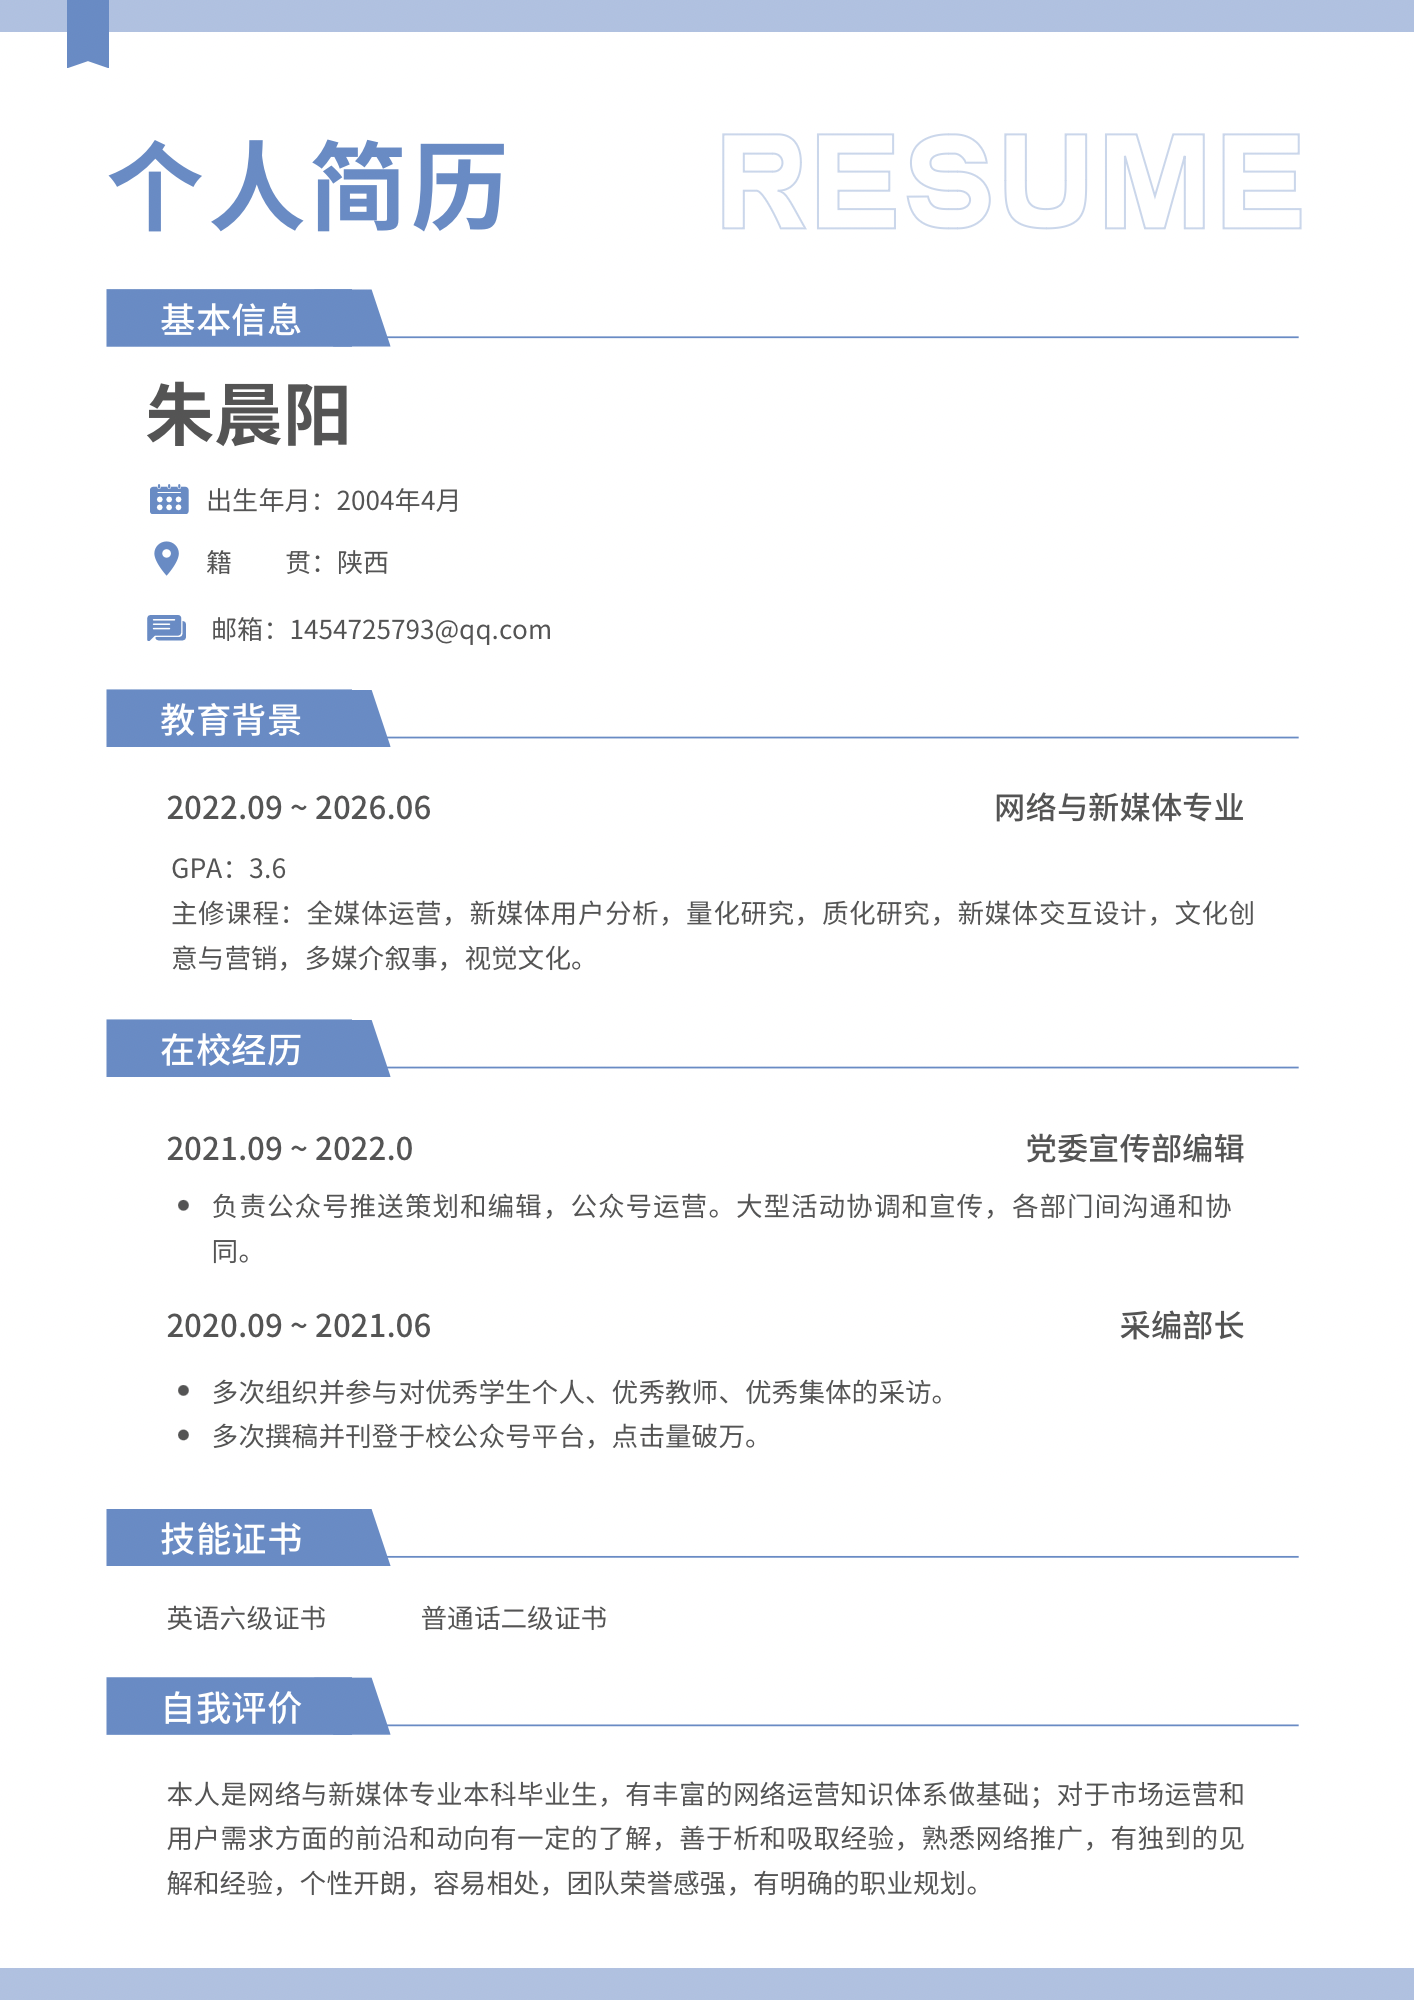 个人简历 RESUME
基本信息
朱晨阳
出生年月：2004年4月
籍　　贯：陕西
邮箱：1454725793@qq.com
教育背景
2022.09 ~ 2026.06 网络与新媒体专业
GPA：3.6
主修课程：全媒体运营，新媒体用户分析，量化研究，质化研究，新媒体交互设计，文化创
意与营销，多媒介叙事，视觉文化。
在校经历
2021.09 ~ 2022.0 党委宣传部编辑
● 负责公众号推送策划和编辑，公众号运营。大型活动协调和宣传，各部门间沟通和协
同。
2020.09 ~ 2021.06 采编部长
● 多次组织并参与对优秀学生个人、优秀教师、优秀集体的采访。
● 多次撰稿并刊登于校公众号平台，点击量破万。
技能证书
英语六级证书 普通话二级证书
自我评价
本人是网络与新媒体专业本科毕业生，有丰富的网络运营知识体系做基础；对于市场运营和
用户需求方面的前沿和动向有一定的了解，善于析和吸取经验，熟悉网络推广，有独到的见
解和经验，个性开朗，容易相处，团队荣誉感强，有明确的职业规划。